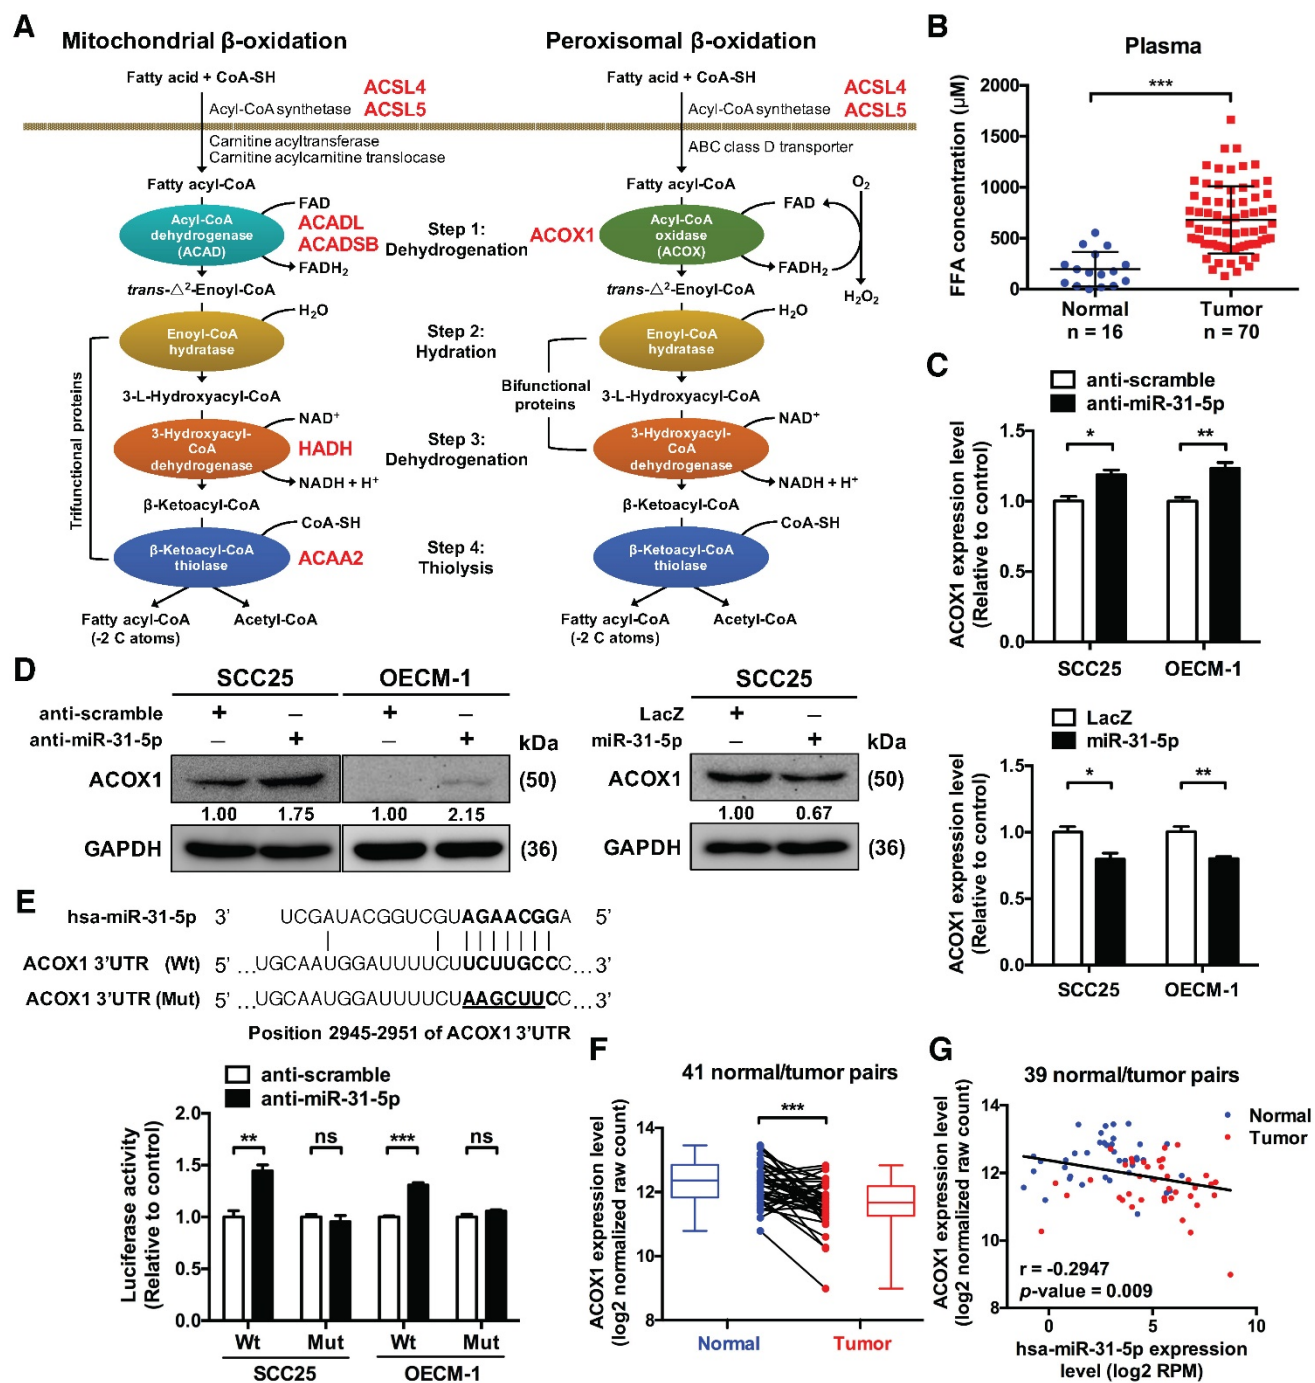 A
Mitochondrial β-oxidation
Fatty acid + CoA-SH
ACSL4
Acyl-CoA synthetase ACSL5
Carnitine acyltransferase
Carnitine acylcarnitine translocase
Fatty acyl-CoA
FAD
Acyl-CoA
dehydrogenase
(ACAD)
ACADL
ACADSB
FADH2
trans-△2-Enoyl-CoA
H2O
Enoyl-CoA
hydratase
3-L-Hydroxyacyl-CoA
NAD+
3-Hydroxyacyl-
CoA
dehydrogenase
HADH
NADH + H+
β-Ketoacyl-CoA
CoA-SH
β-Ketoacyl-CoA
thiolase
ACAA2
Fatty acyl-CoA
(-2 C atoms)
Acetyl-CoA
Trifunctional proteins
Step 1:
Dehydrogenation
Step 2:
Hydration
Step 3:
Dehydrogenation
Step 4:
Thiolysis
Peroxisomal β-oxidation
Fatty acid + CoA-SH
ACSL4
Acyl-CoA synthetase ACSL5
ABC class D transporter
Fatty acyl-CoA
O2
FAD
ACOX1
Acyl-CoA
oxidase
(ACOX)
FADH2
H2O2
trans-△2-Enoyl-CoA
H2O
Enoyl-CoA
hydratase
Bifunctional
proteins
3-L-Hydroxyacyl-CoA
NAD+
3-Hydroxyacyl-
CoA
dehydrogenase
NADH + H+
β-Ketoacyl-CoA
CoA-SH
β-Ketoacyl-CoA
thiolase
Fatty acyl-CoA
(-2 C atoms)
Acetyl-CoA
B
Plasma
FFA concentration (μM)
2000
1500
1000
500
0
***
Normal
n = 16
Tumor
n = 70
C
anti-scramble
anti-miR-31-5p
ACOX1 expression level
(Relative to control)
1.5
1.0
0.5
0.0
* **
SCC25 OECM-1
LacZ
miR-31-5p
ACOX1 expression level
(Relative to control)
1.5
1.0
0.5
0.0
* **
SCC25 OECM-1
D
SCC25 OECM-1
anti-scramble + – + –
anti-miR-31-5p – + – + kDa
ACOX1 (50)
1.00 1.75 1.00 2.15
GAPDH (36)
SCC25
LacZ + –
miR-31-5p – + kDa
ACOX1 (50)
1.00 0.67
GAPDH (36)
E
hsa-miR-31-5p 3’ UCGAUACGGUCGUAGAACGGA 5’
ACOX1 3’UTR (Wt) 5’ ...UGCAAUGGAUUUUCUUCUUGCCC...3’
ACOX1 3’UTR (Mut) 5’ ...UGCAAUGGAUUUUCUAAGCUUCC...3’
Position 2945-2951 of ACOX1 3’UTR
anti-scramble
anti-miR-31-5p
Luciferase activity
(Relative to control)
2.0
1.5
1.0
0.5
0.0
** ns *** ns
Wt Mut Wt Mut
SCC25 OECM-1
F
41 normal/tumor pairs
ACOX1 expression level
(log2 normalized raw count)
14
12
10
8
***
Normal Tumor
G
39 normal/tumor pairs
ACOX1 expression level
(log2 normalized raw count)
14
12
10
8
Normal
Tumor
r = -0.2947
p-value = 0.009
0 5 10
hsa-miR-31-5p expression
level (log2 RPM)